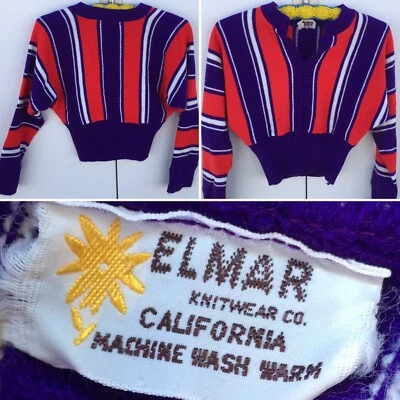 ELMAR
KNITWEAR CO.
CALIFORNIA
MACHINE WASH WARM